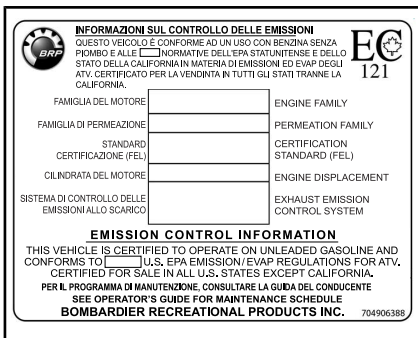 INFORMAZIONI SUL CONTROLLO DELLE EMISSIONI
QUESTO VEICOLO È CONFORME AD UN USO CON BENZINA SENZA
PIOMBO E ALLE NORMATIVE DELL'EPA STATUNITENSE E DELLO
STATO DELLA CALIFORNIA IN MATERIA DI EMISSIONI ED EVAP DEGLI
ATV. CERTIFICATO PER LA VENDINTA IN TUTTI GLI STATI TRANNE LA
CALIFORNIA.
BRP
EC
121
FAMIGLIA DEL MOTORE ENGINE FAMILY
FAMIGLIA DI PERMEAZIONE PERMEATION FAMILY
STANDARD CERTIFICATION
CERTIFICAZIONE (FEL) STANDARD (FEL)
CILINDRATA DEL MOTORE ENGINE DISPLACEMENT
SISTEMA DI CONTROLLO DELLE EXHAUST EMISSION
EMISSIONI ALLO SCARICO CONTROL SYSTEM
EMISSION CONTROL INFORMATION
THIS VEHICLE IS CERTIFIED TO OPERATE ON UNLEADED GASOLINE AND
CONFORMS TO U.S. EPA EMISSION/EVAP REGULATIONS FOR ATV.
CERTIFIED FOR SALE IN ALL U.S. STATES EXCEPT CALIFORNIA.
PER IL PROGRAMMA DI MANUTENZIONE, CONSULTARE LA GUIDA DEL CONDUCENTE
SEE OPERATOR'S GUIDE FOR MAINTENANCE SCHEDULE
BOMBARDIER RECREATIONAL PRODUCTS INC. 704906388